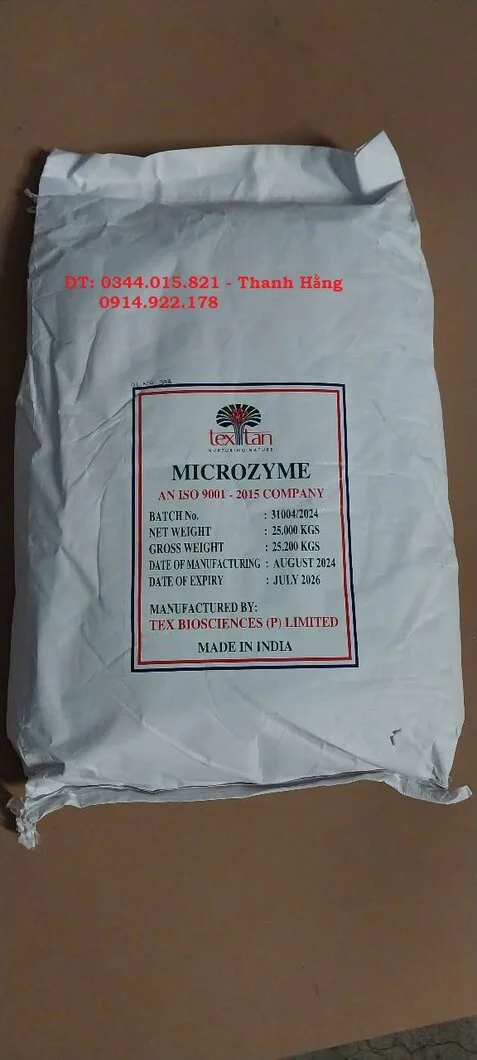 DT: 0344.015.821 - Thanh Hằng
0914.922.178
tex tan
NURTURING NATURE
MICROZYME
AN ISO 9001 - 2015 COMPANY
BATCH No. : 31004/2024
NET WEIGHT : 25.000 KGS
GROSS WEIGHT : 25.200 KGS
DATE OF MANUFACTURING : AUGUST 2024
DATE OF EXPIRY : JULY 2026
MANUFACTURED BY:
TEX BIOSCIENCES (P) LIMITED
MADE IN INDIA